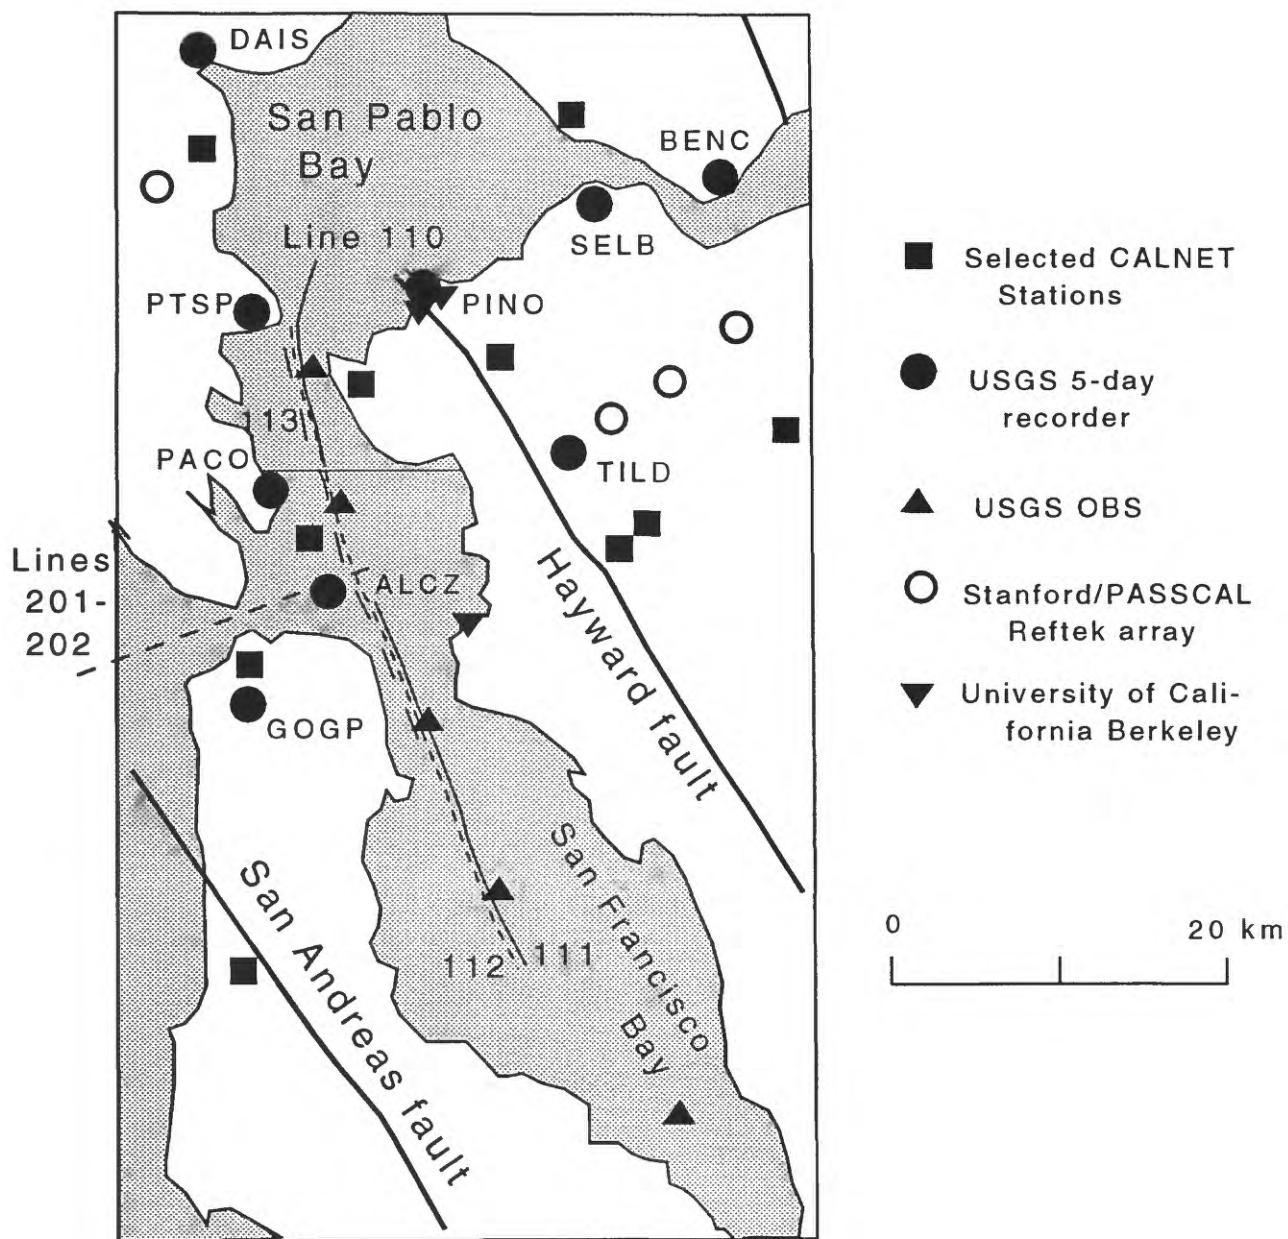 DAIS
San Pablo
Bay
BENC
SELB
Line 110
PTSP
PINO
113
PACO
TILD
Lines
201-
202
ALCZ
GOGP
Hayward fault
San Andreas fault
San Francisco
Bay
112
111
Selected CALNET
Stations
USGS 5-day
recorder
USGS OBS
Stanford/PASSCAL
Reftek array
University of Cali-
fornia Berkeley
0
20 km